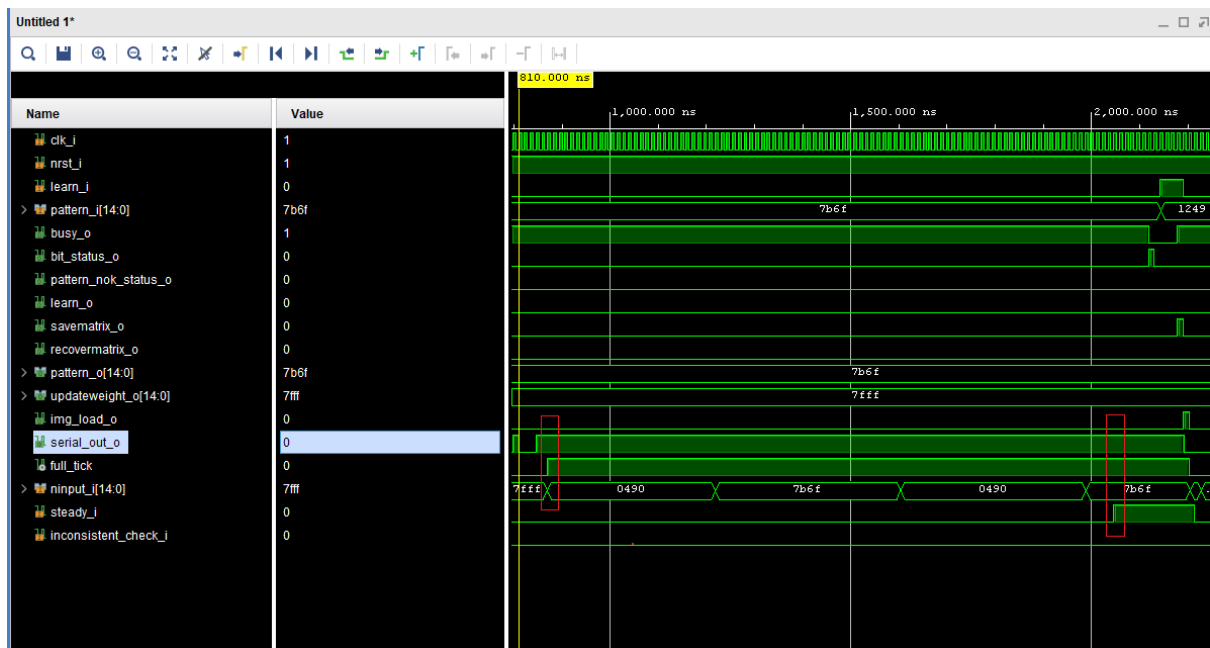 Untitled 1*
810.000 ns
Name Value
1,000.000 ns 1,500.000 ns 2,000.000 ns
clk_i 1
nrst_i 1
learn_i 0
pattern_i[14:0] 7b6f 7b6f 1249
busy_o 1
bit_status_o 0
pattern_nok_status_o 0
learn_o 0
savematrix_o 0
recovermatrix_o 0
pattern_o[14:0] 7b6f 7b6f
updateweight_o[14:0] 7fff 7fff
img_load_o 0
serial_out_o 0
full_tick 0
ninput_i[14:0] 7fff 7fff 0490 7b6f 0490 7b6f .
steady_i 0
inconsistent_check_i 0